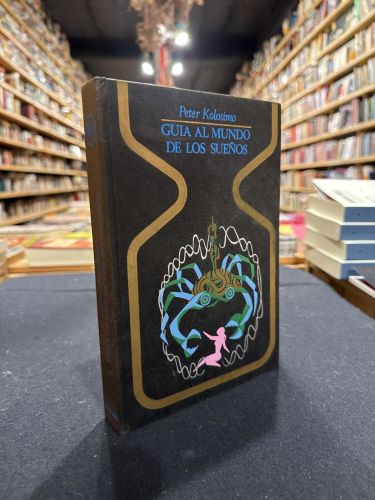 Peter Kolosimo
GUIA AL MUNDO
DE LOS SUEÑOS